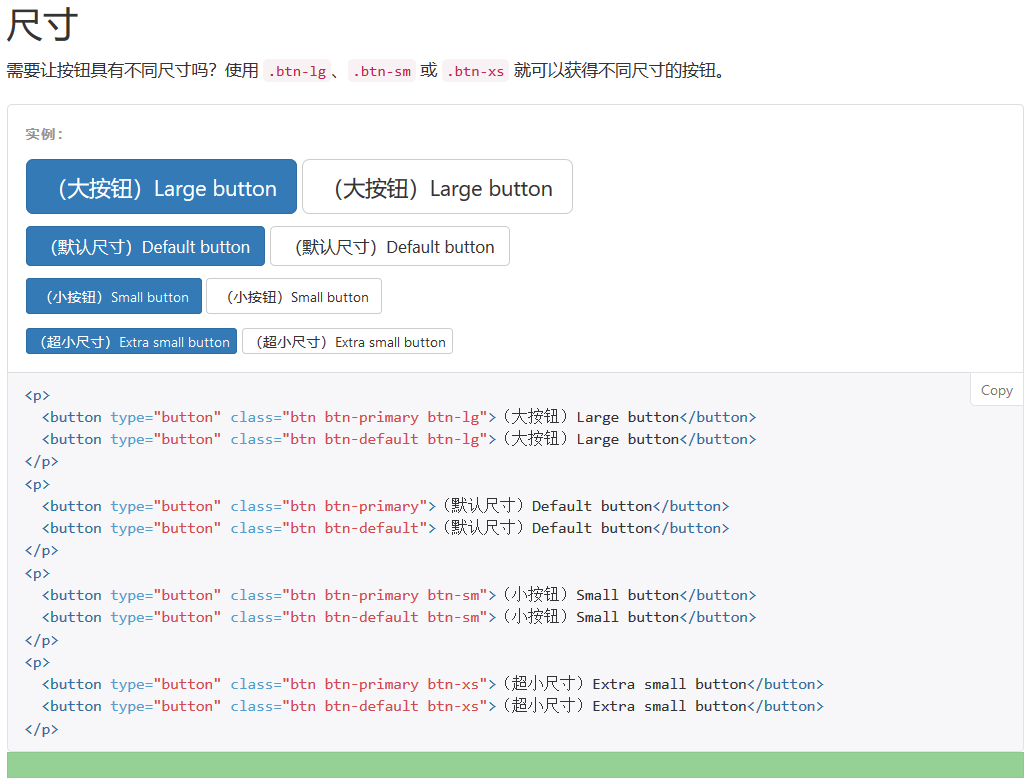 尺寸
需要让按钮具有不同尺寸吗？使用 .btn-lg 、 .btn-sm 或 .btn-xs 就可以获得不同尺寸的按钮。
实例：
（大按钮）Large button （大按钮）Large button
（默认尺寸）Default button （默认尺寸）Default button
（小按钮）Small button （小按钮）Small button
（超小尺寸）Extra small button （超小尺寸）Extra small button
Copy
<p>
  <button type="button" class="btn btn-primary btn-lg">（大按钮）Large button</button>
  <button type="button" class="btn btn-default btn-lg">（大按钮）Large button</button>
</p>
<p>
  <button type="button" class="btn btn-primary">（默认尺寸）Default button</button>
  <button type="button" class="btn btn-default">（默认尺寸）Default button</button>
</p>
<p>
  <button type="button" class="btn btn-primary btn-sm">（小按钮）Small button</button>
  <button type="button" class="btn btn-default btn-sm">（小按钮）Small button</button>
</p>
<p>
  <button type="button" class="btn btn-primary btn-xs">（超小尺寸）Extra small button</button>
  <button type="button" class="btn btn-default btn-xs">（超小尺寸）Extra small button</button>
</p>